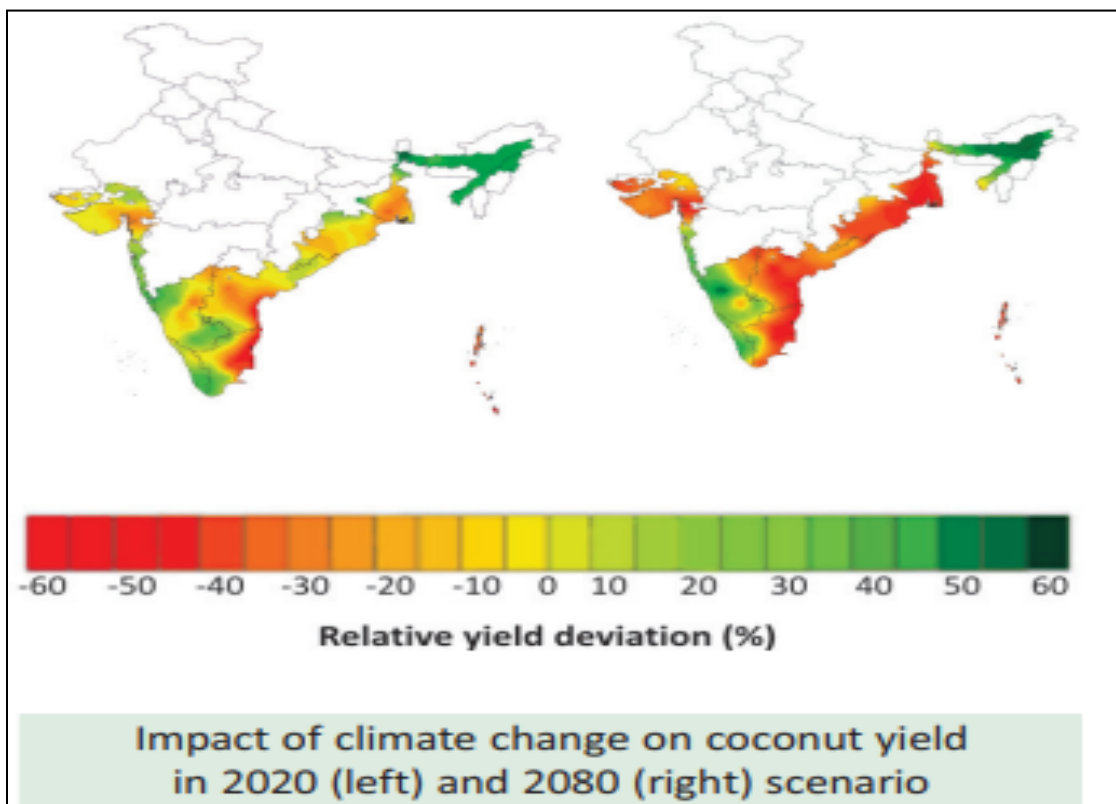 -60 -50 -40 -30 -20 -10 0 10 20 30 40 50 60
Relative yield deviation (%)
Impact of climate change on coconut yield
in 2020 (left) and 2080 (right) scenario